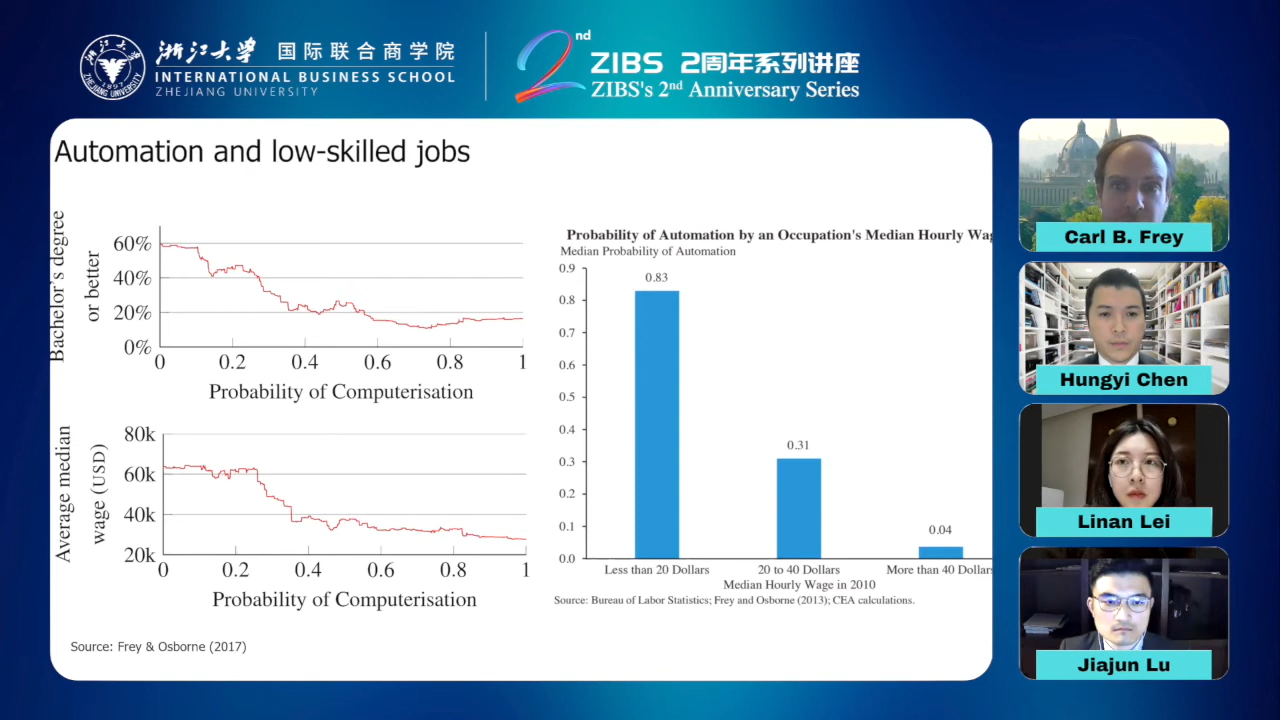 浙江大学 国际联合商学院
INTERNATIONAL BUSINESS SCHOOL
ZHEJIANG UNIVERSITY
ZHEJIANG UNIVERSITY
1897
2nd
ZIBS 2周年系列讲座
ZIBS's 2nd Anniversary Series
Automation and low-skilled jobs
Bachelor's degree
or better
60%
40%
20%
0%
0 0.2 0.4 0.6 0.8 1
Probability of Computerisation
Average median
wage (USD)
80k
60k
40k
20k
0 0.2 0.4 0.6 0.8 1
Probability of Computerisation
Source: Frey & Osborne (2017)
Probability of Automation by an Occupation's Median Hourly Wag
Median Probability of Automation
0.9
0.8
0.7
0.6
0.5
0.4
0.3
0.2
0.1
0.0
0.83
0.31
0.04
Less than 20 Dollars 20 to 40 Dollars More than 40 Dollars
Median Hourly Wage in 2010
Source: Bureau of Labor Statistics; Frey and Osborne (2013); CEA calculations.
Carl B. Frey
Hungyi Chen
Linan Lei
Jiajun Lu